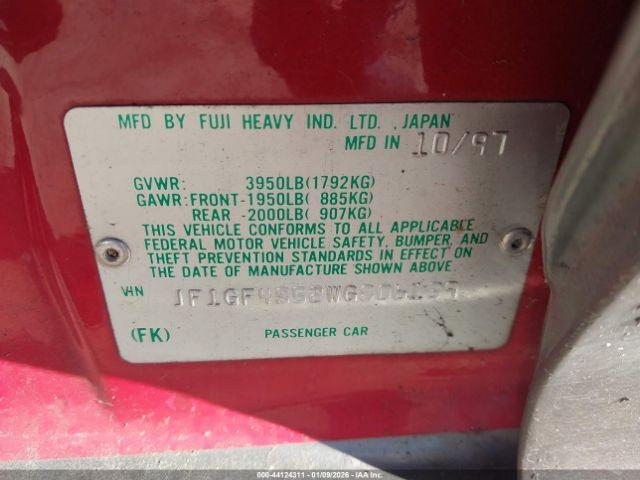 MFD BY FUJI HEAVY IND. LTD. , JAPAN
MFD IN 10/97
GVWR: 3950LB(1792KG)
GAWR: FRONT-1950LB( 885KG)
REAR -2000LB( 907KG)
THIS VEHICLE CONFORMS TO ALL APPLICABLE
FEDERAL MOTOR VEHICLE SAFETY, BUMPER, AND
THEFT PREVENTION STANDARDS IN EFFECT ON
THE DATE OF MANUFACTURE SHOWN ABOVE.
VIN
(FK) PASSENGER CAR
000-44124311 - 01/09/2026 - IAA Inc.